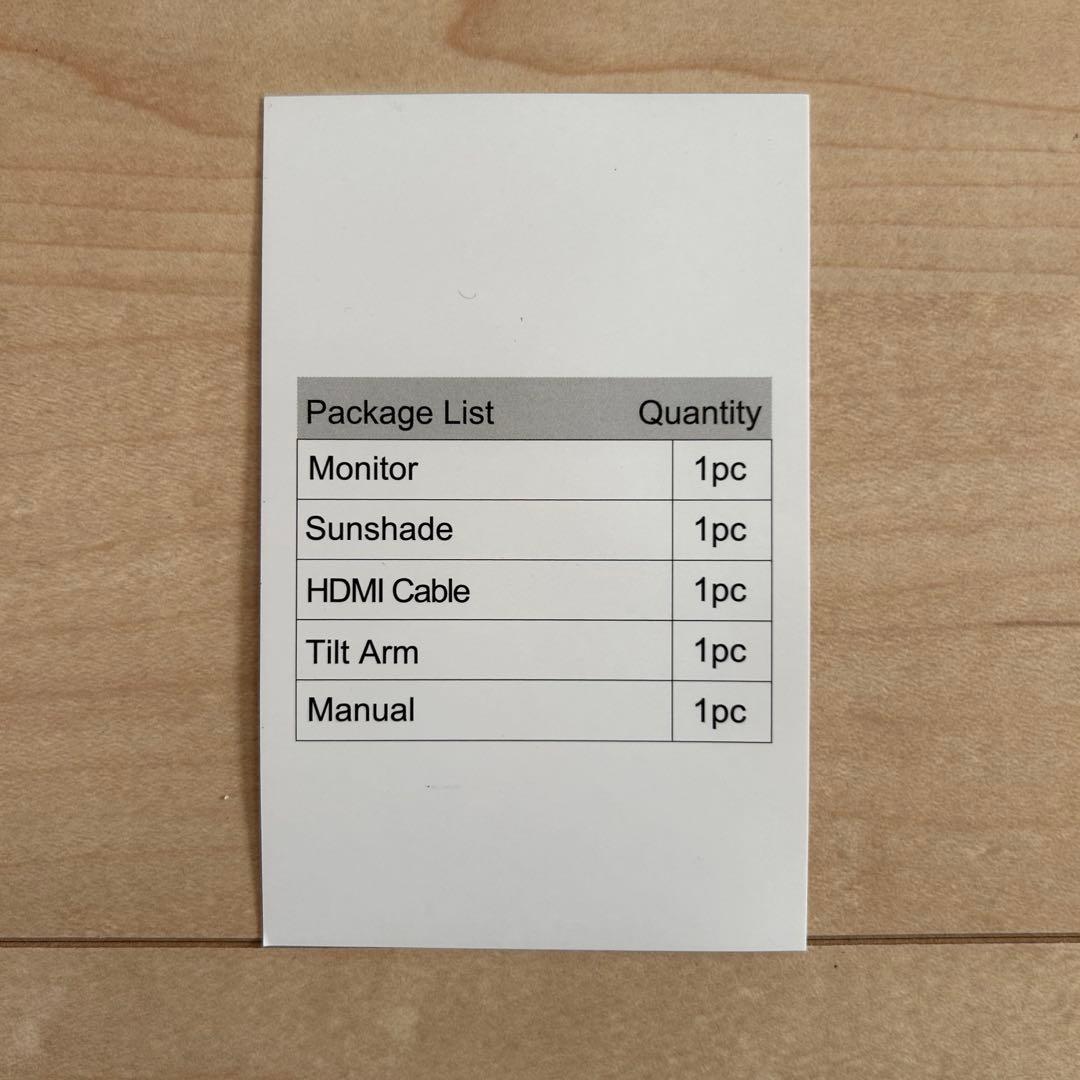 Package List Quantity
Monitor 1pc
Sunshade 1pc
HDMI Cable 1pc
Tilt Arm 1pc
Manual 1pc